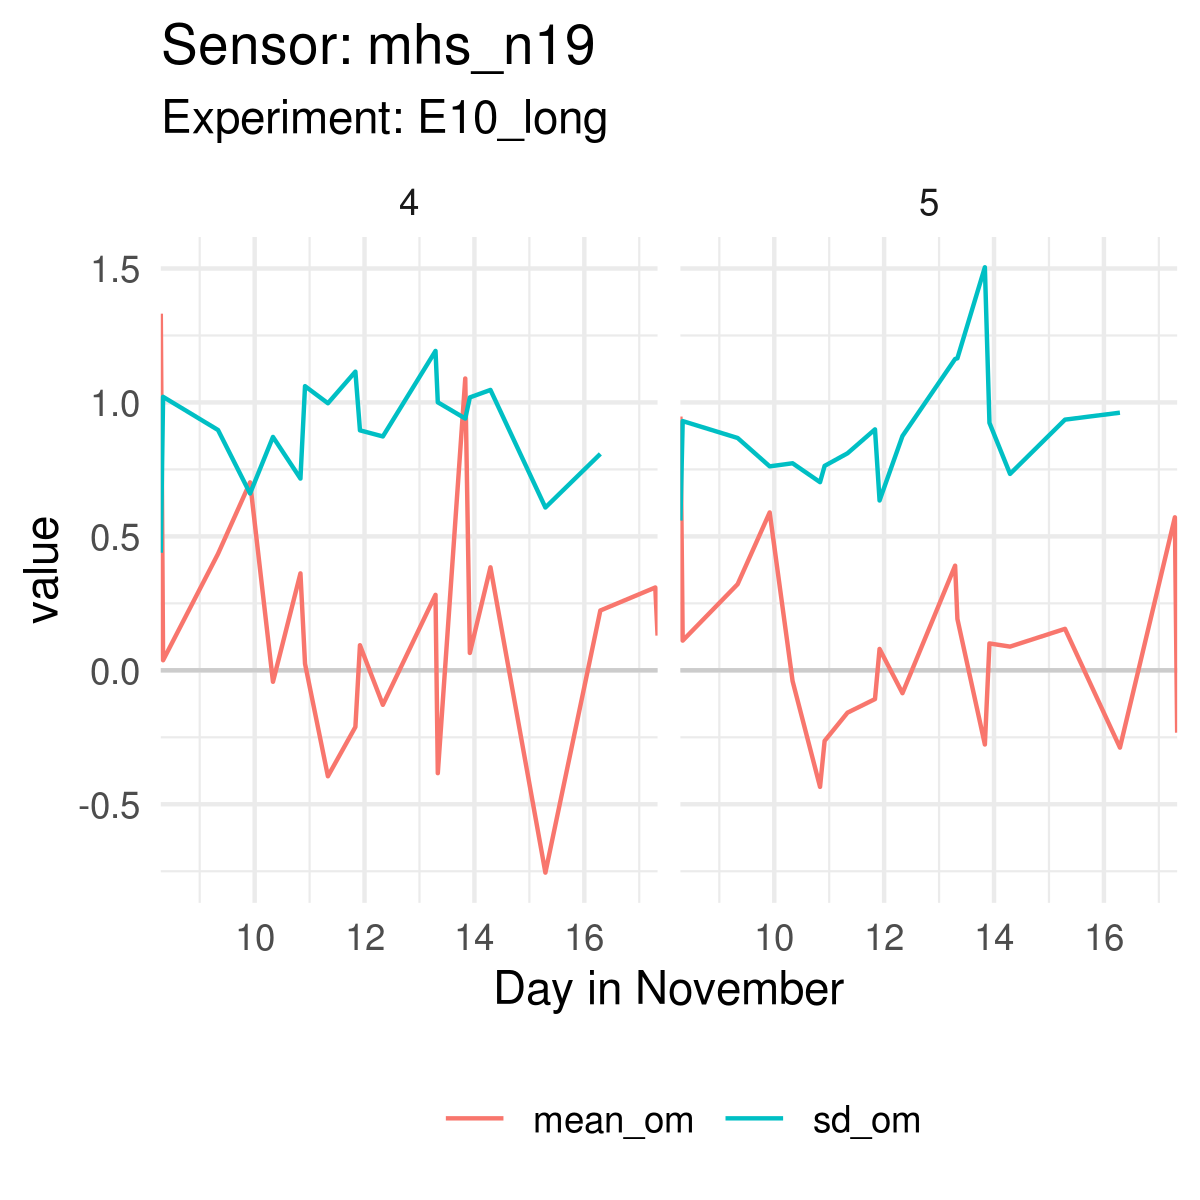 Sensor: mhs_n19
Experiment: E10_long
4 5
1.5
1.0
0.5
0.0
-0.5
value
10 12 14 16 10 12 14 16
Day in November
mean_om sd_om